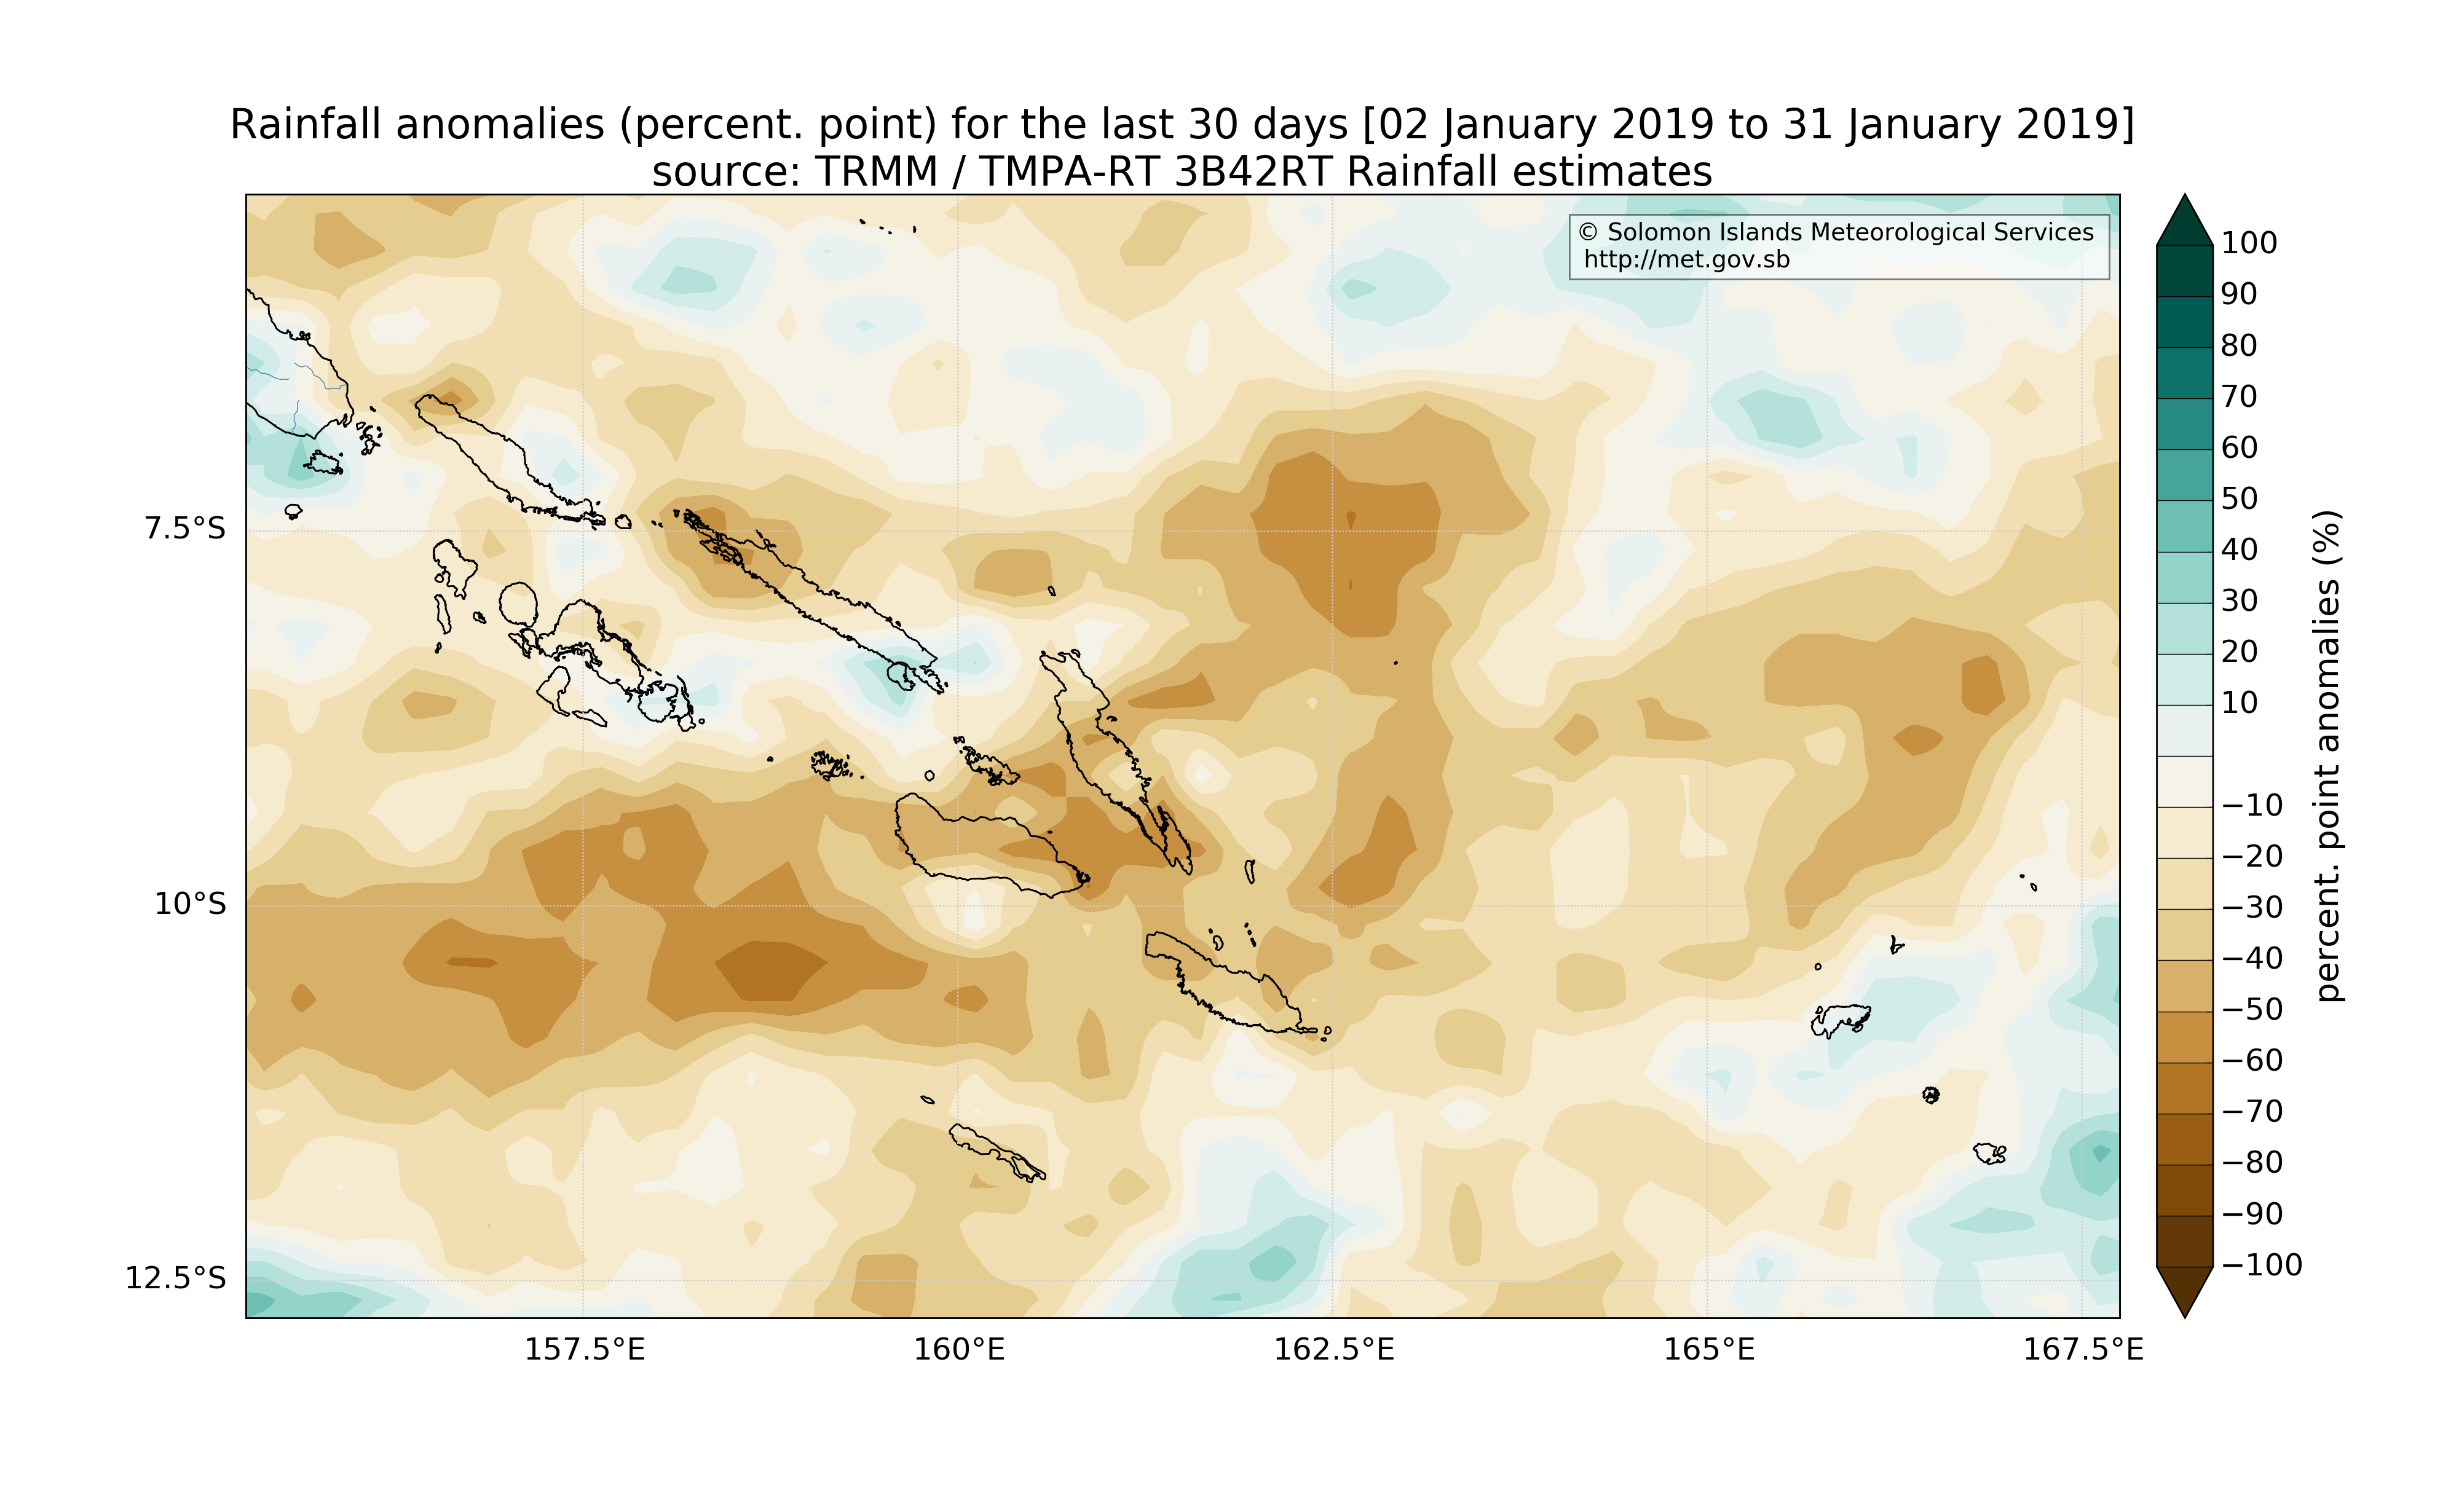 Rainfall anomalies (percent. point) for the last 30 days [02 January 2019 to 31 January 2019]
source: TRMM / TMPA-RT 3B42RT Rainfall estimates
© Solomon Islands Meteorological Services
http://met.gov.sb
7.5°S
10°S
12.5°S
157.5°E
160°E
162.5°E
165°E
167.5°E
100
90
80
70
60
50
40
30
20
10
−10
−20
−30
−40
−50
−60
−70
−80
−90
−100
percent. point anomalies (%)